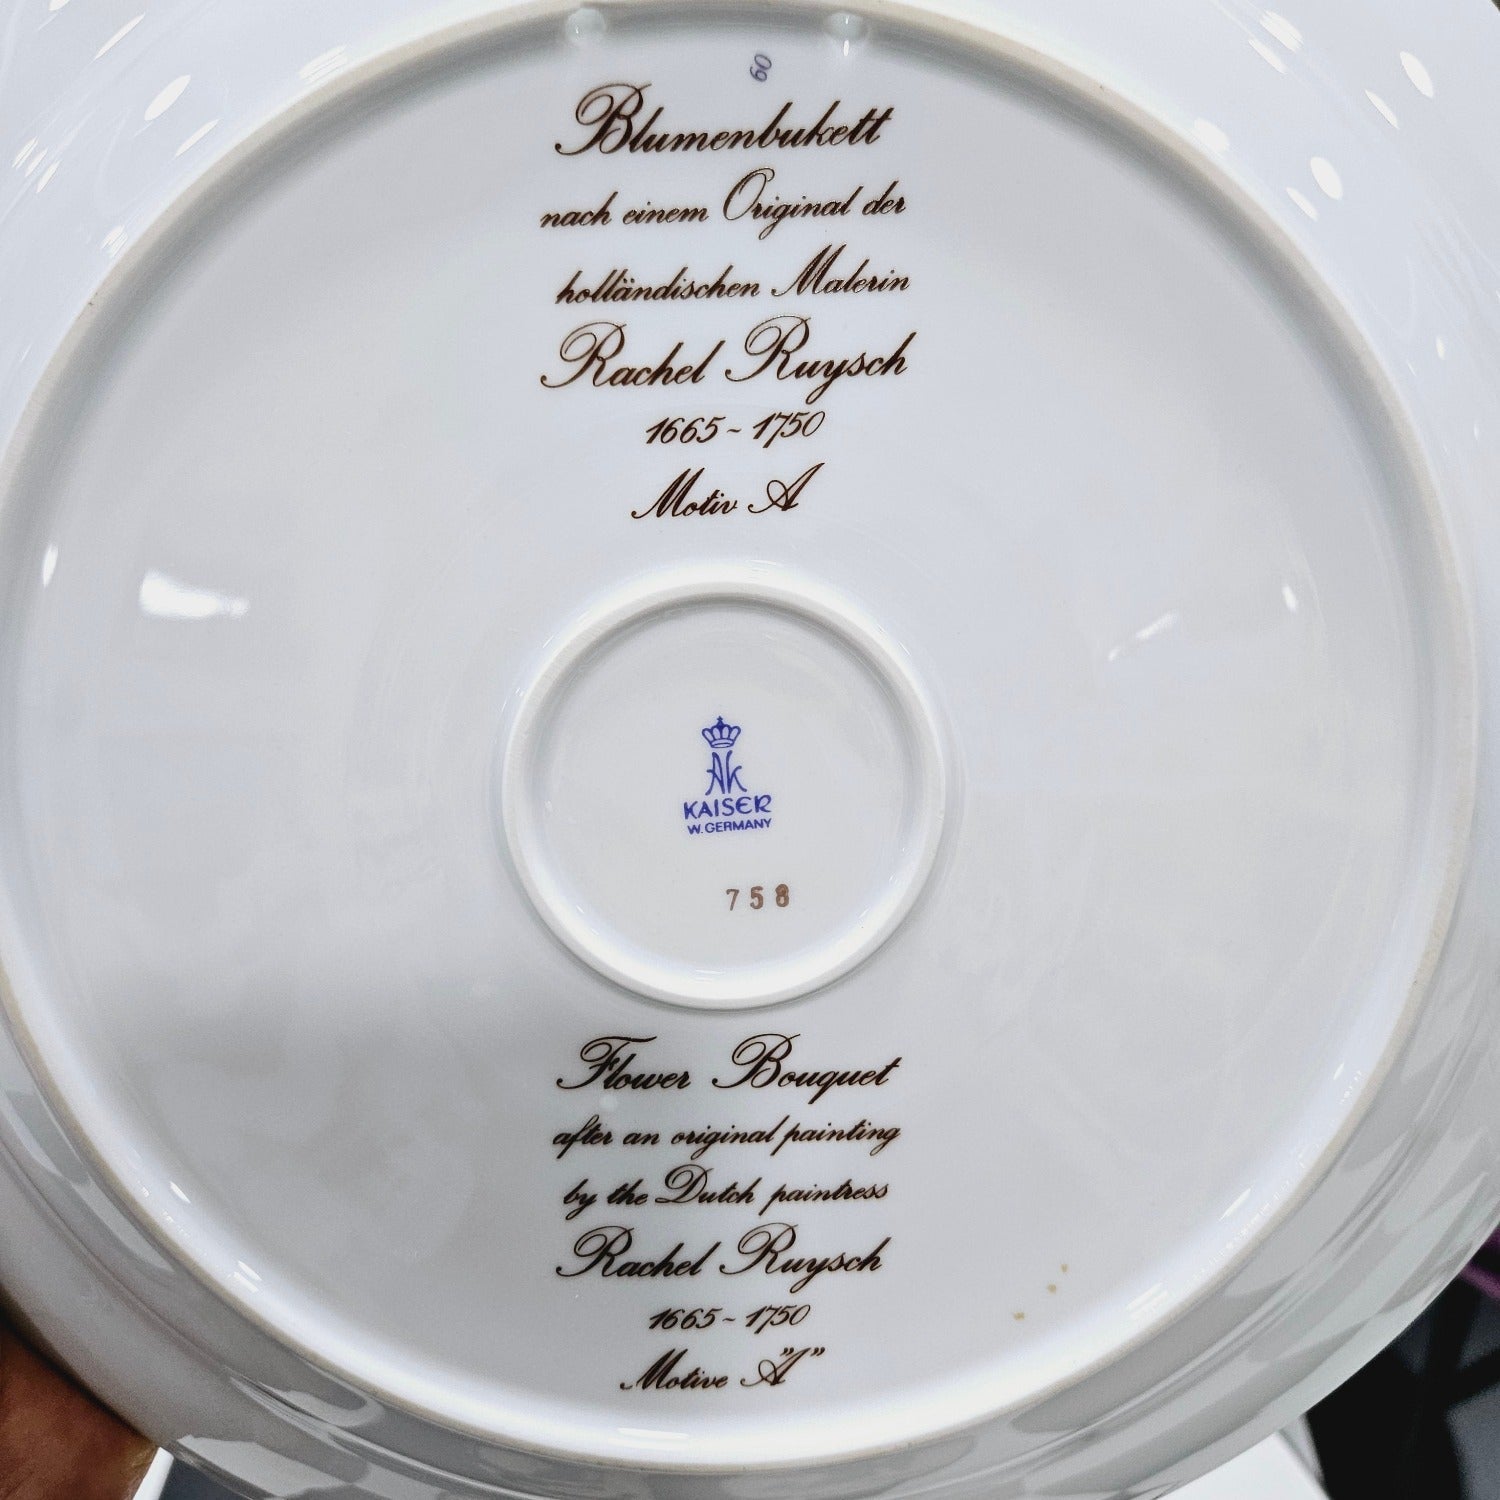 60
Blumenbukett
nach einem Original der
holländischen Malerin
Rachel Ruysch
1665~1750
Motiv A
AK
KAISER
W. GERMANY
758
Flower Bouquet
after an original painting
by the Dutch paintress
Rachel Ruysch
1665~1750
Motive "A"